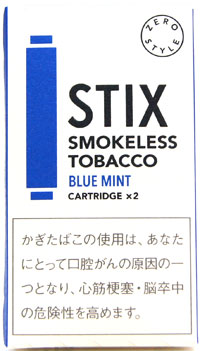 ZERO STYLE
STIX
SMOKELESS
TOBACCO
BLUE MINT
CARTRIDGE x2
かぎたばこの使用は、あなた
にとって口腔がんの原因の一
つとなり、心筋梗塞・脳卒中
の危険性を高めます。